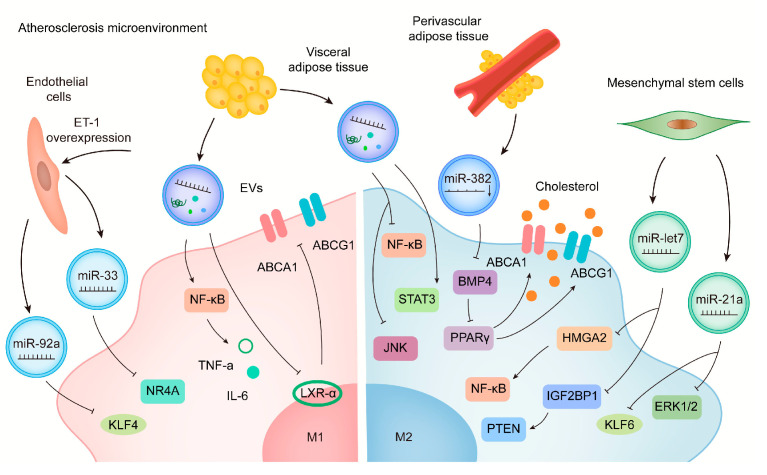 Atherosclerosis microenvironment
Perivascular
adipose tissue
Visceral
adipose tissue
Endothelial
cells
Mesenchymal stem cells
ET-1
overexpression
EVs
miR-382
Cholesterol
ABCA1
ABCG1
NF-κB
miR-let7
ABCA1
ABCG1
miR-33
BMP4
NF-κB
STAT3
miR-21a
miR-92a
JNK
PPARγ
HMGA2
TNF-a
IL-6
NR4A
LXR-α
NF-κB
IGF2BP1
ERK1/2
KLF4
PTEN
KLF6
M1
M2